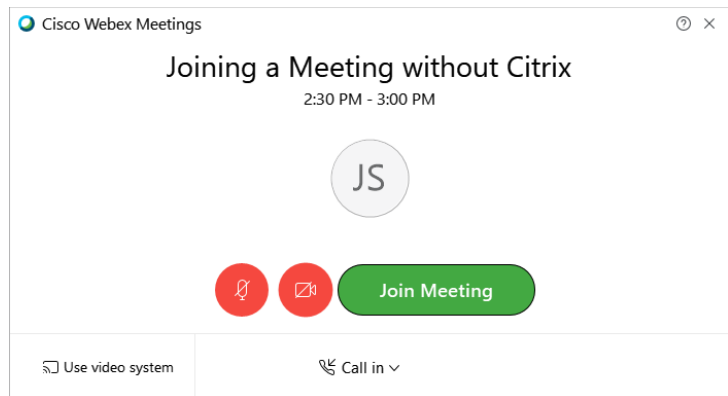 Cisco Webex Meetings
Joining a Meeting without Citrix
2:30 PM - 3:00 PM
JS
Join Meeting
Use video system
Call in